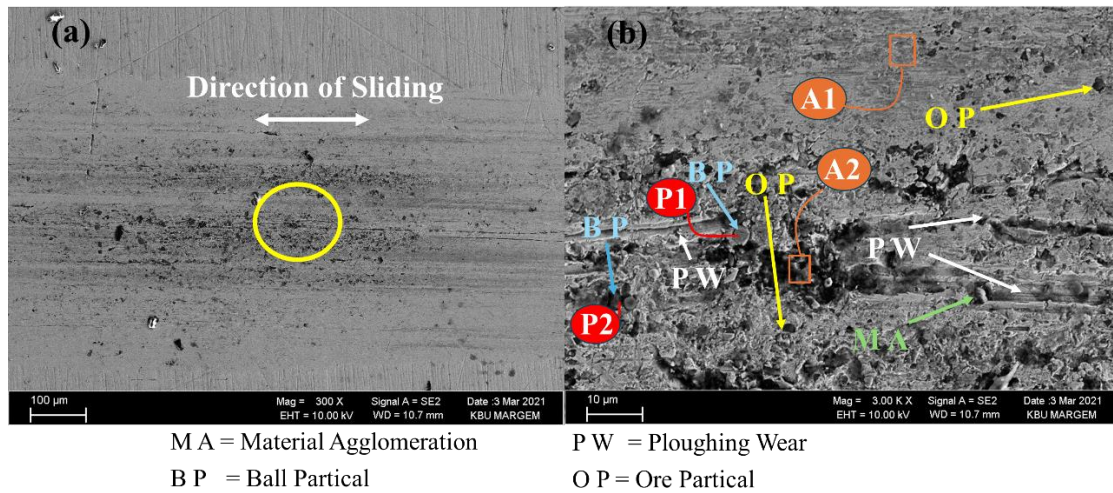 (a)
Direction of Sliding
100 µm
Mag = 300 X
EHT = 10.00 kV
Signal A = SE2
WD = 10.7 mm
Date :3 Mar 2021
KBU MARGEM
(b)
A1
O P
A2
B P
O P
P1
B P
P W
P W
P2
M A
10 µm
Mag = 3.00 K X
EHT = 10.00 kV
Signal A = SE2
WD = 10.7 mm
Date :3 Mar 2021
KBU MARGEM
M A = Material Agglomeration
P W = Ploughing Wear
B P = Ball Partical
O P = Ore Partical